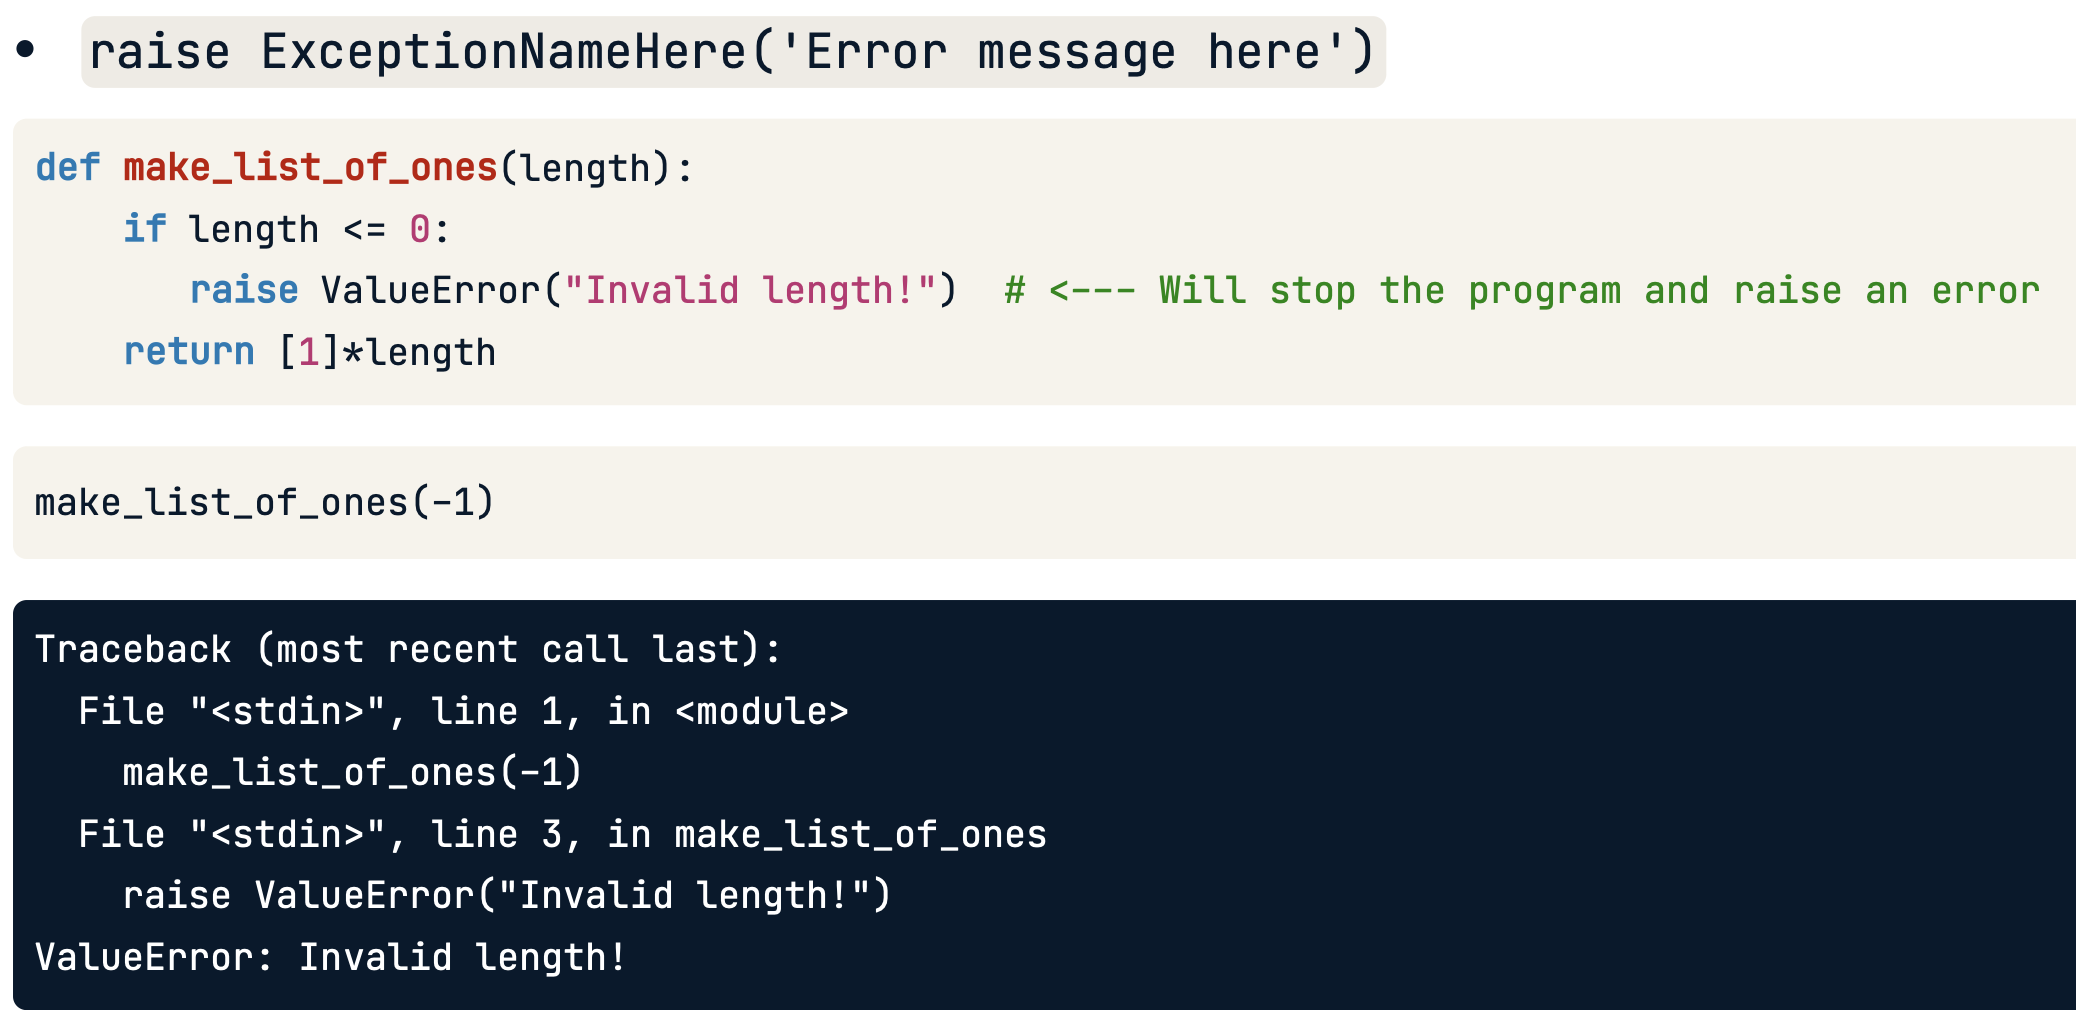 • raise ExceptionNameHere('Error message here')
def make_list_of_ones(length):
    if length <= 0:
       raise ValueError("Invalid length!")  # <--- Will stop the program and raise an error
    return [1]*length
make_list_of_ones(-1)
Traceback (most recent call last):
  File "<stdin>", line 1, in <module>
    make_list_of_ones(-1)
  File "<stdin>", line 3, in make_list_of_ones
    raise ValueError("Invalid length!")
ValueError: Invalid length!